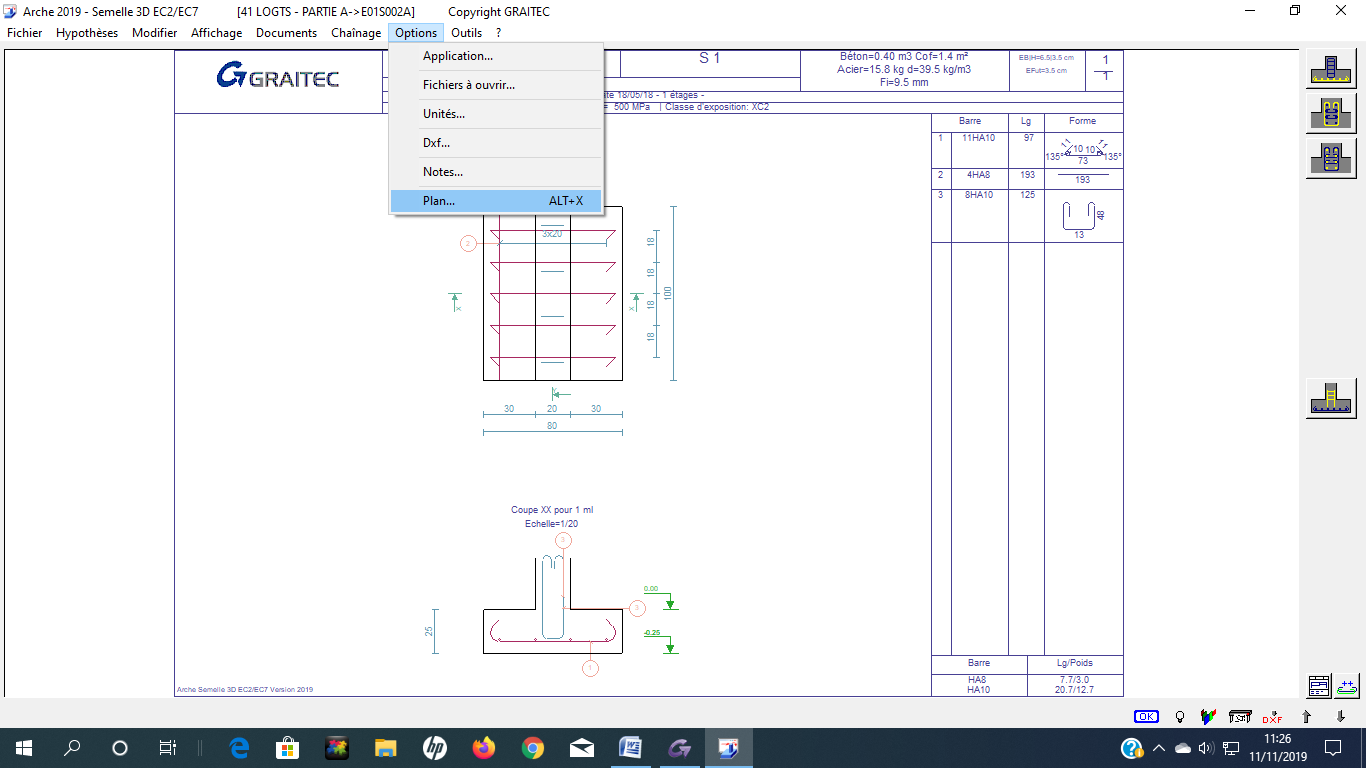 Arche 2019 - Semelle 3D EC2/EC7 [41 LOGTS - PARTIE A->E01S002A] Copyright GRAITEC
Fichier Hypothèses Modifier Affichage Documents Chaînage Options Outils ?
Application...
Fichiers à ouvrir...
Unités...
Dxf...
Notes...
Plan... ALT+X
GRAITEC
S 1
Béton=0.40 m3 Cof=1.4 m²
Acier=15.8 kg d=39.5 kg/m3
Fi=9.5 mm
EB|H=6.5|3.5 cm
EFut=3.5 cm
1
1
18/05/18 - 1 étages -
= 500 MPa | Classe d'exposition: XC2
Barre Lg Forme
1 11HA10 97
10 10
135° 135°
73
2 4HA8 193
193
3 8HA10 125
48
13
2
3x20
18
18
18
18
100
x x
30 20 30
80
Coupe XX pour 1 ml
Echelle=1/20
3
0.00
3
25
-0.25
1
Barre Lg/Poids
HA8 7.7/3.0
HA10 20.7/12.7
Arche Semelle 3D EC2/EC7 Version 2019
OK
DXF
hp
11:26
11/11/2019